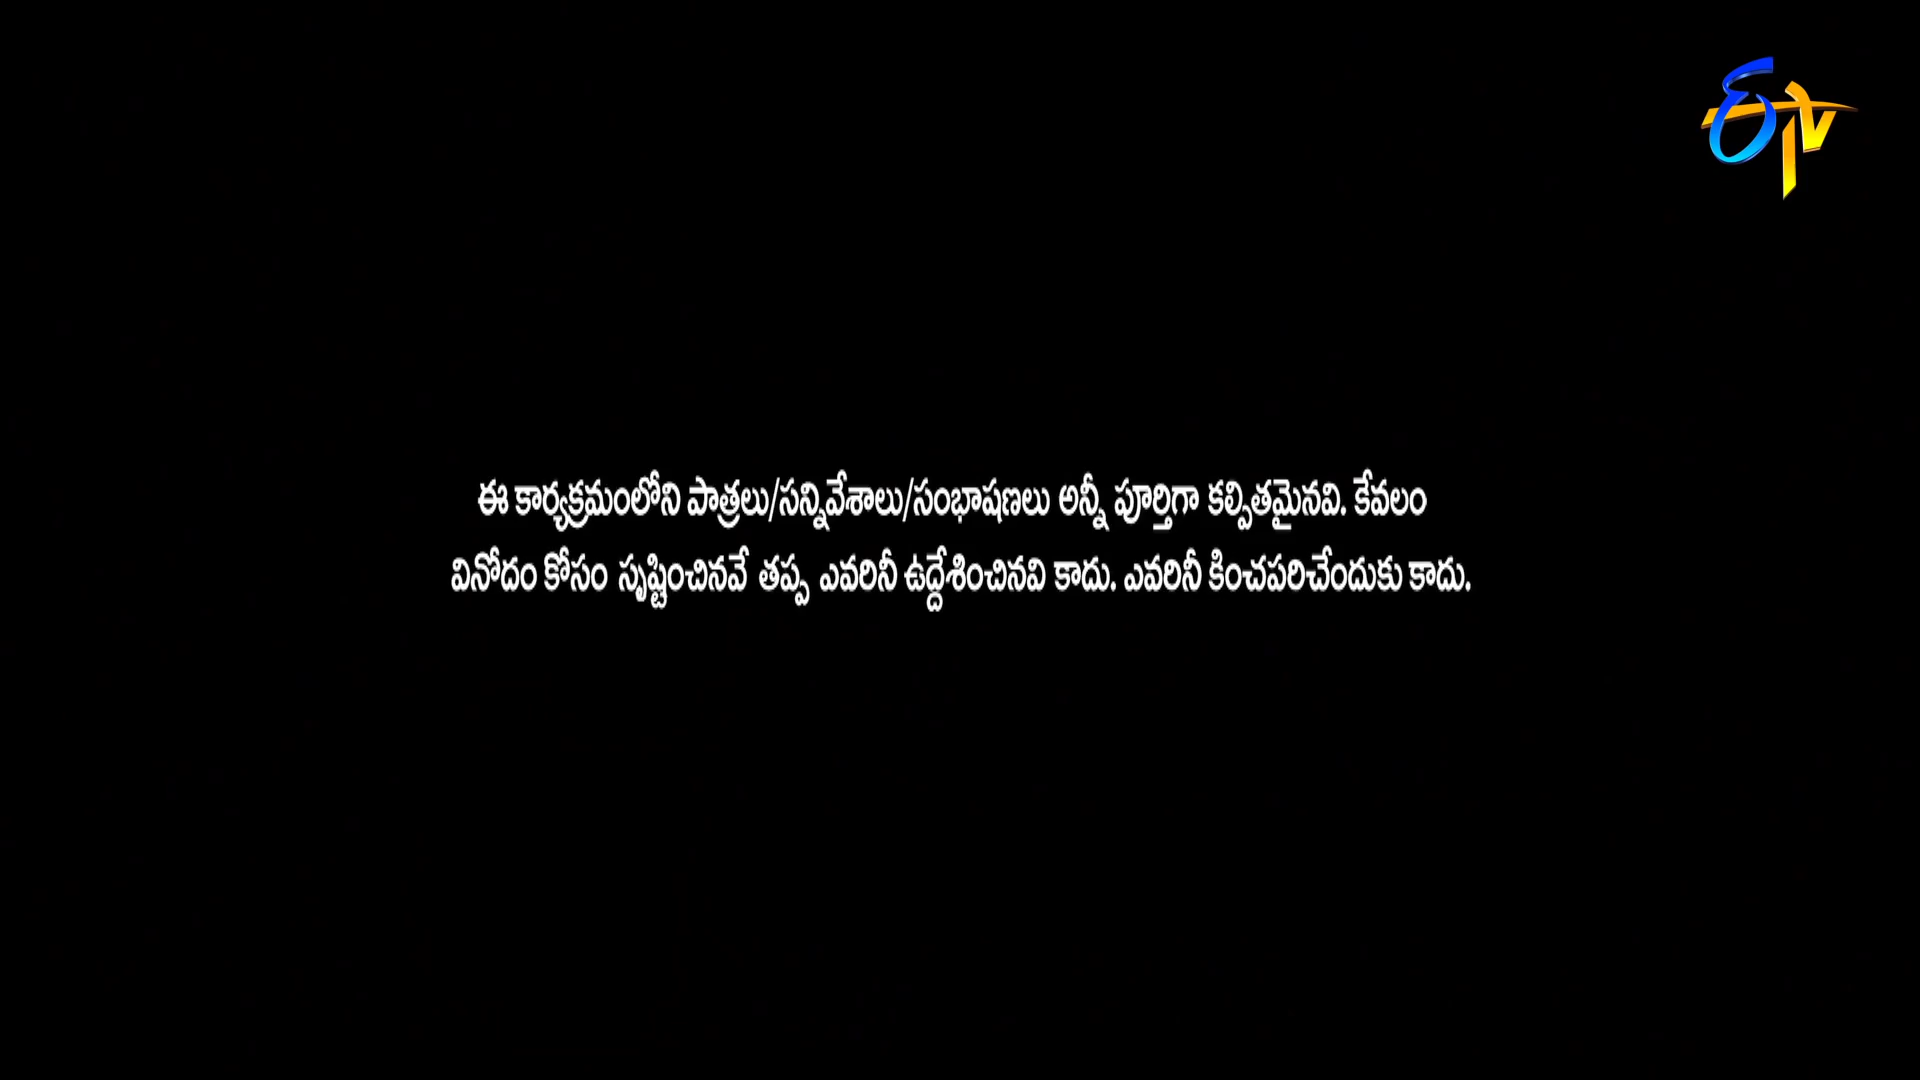 ETV
ఈ కార్యక్రమంలోని పాత్రలు/సన్నివేశాలు/సంభాషణలు అన్నీ పూర్తిగా కల్పితమైనవి. కేవలం
వినోదం కోసం సృష్టించినవే తప్ప ఎవరినీ ఉద్దేశించినవి కాదు. ఎవరినీ కించపరిచేందుకు కాదు.